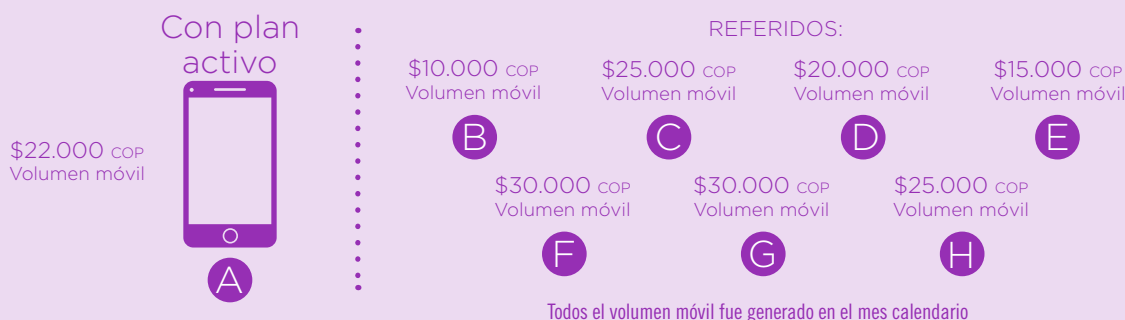 Con plan
activo
$22.000 COP
Volumen móvil
A
REFERIDOS:
$10.000 COP
Volumen móvil
B
$25.000 COP
Volumen móvil
C
$20.000 COP
Volumen móvil
D
$15.000 COP
Volumen móvil
E
$30.000 COP
Volumen móvil
F
$30.000 COP
Volumen móvil
G
$25.000 COP
Volumen móvil
H
Todos el volumen móvil fue generado en el mes calendario